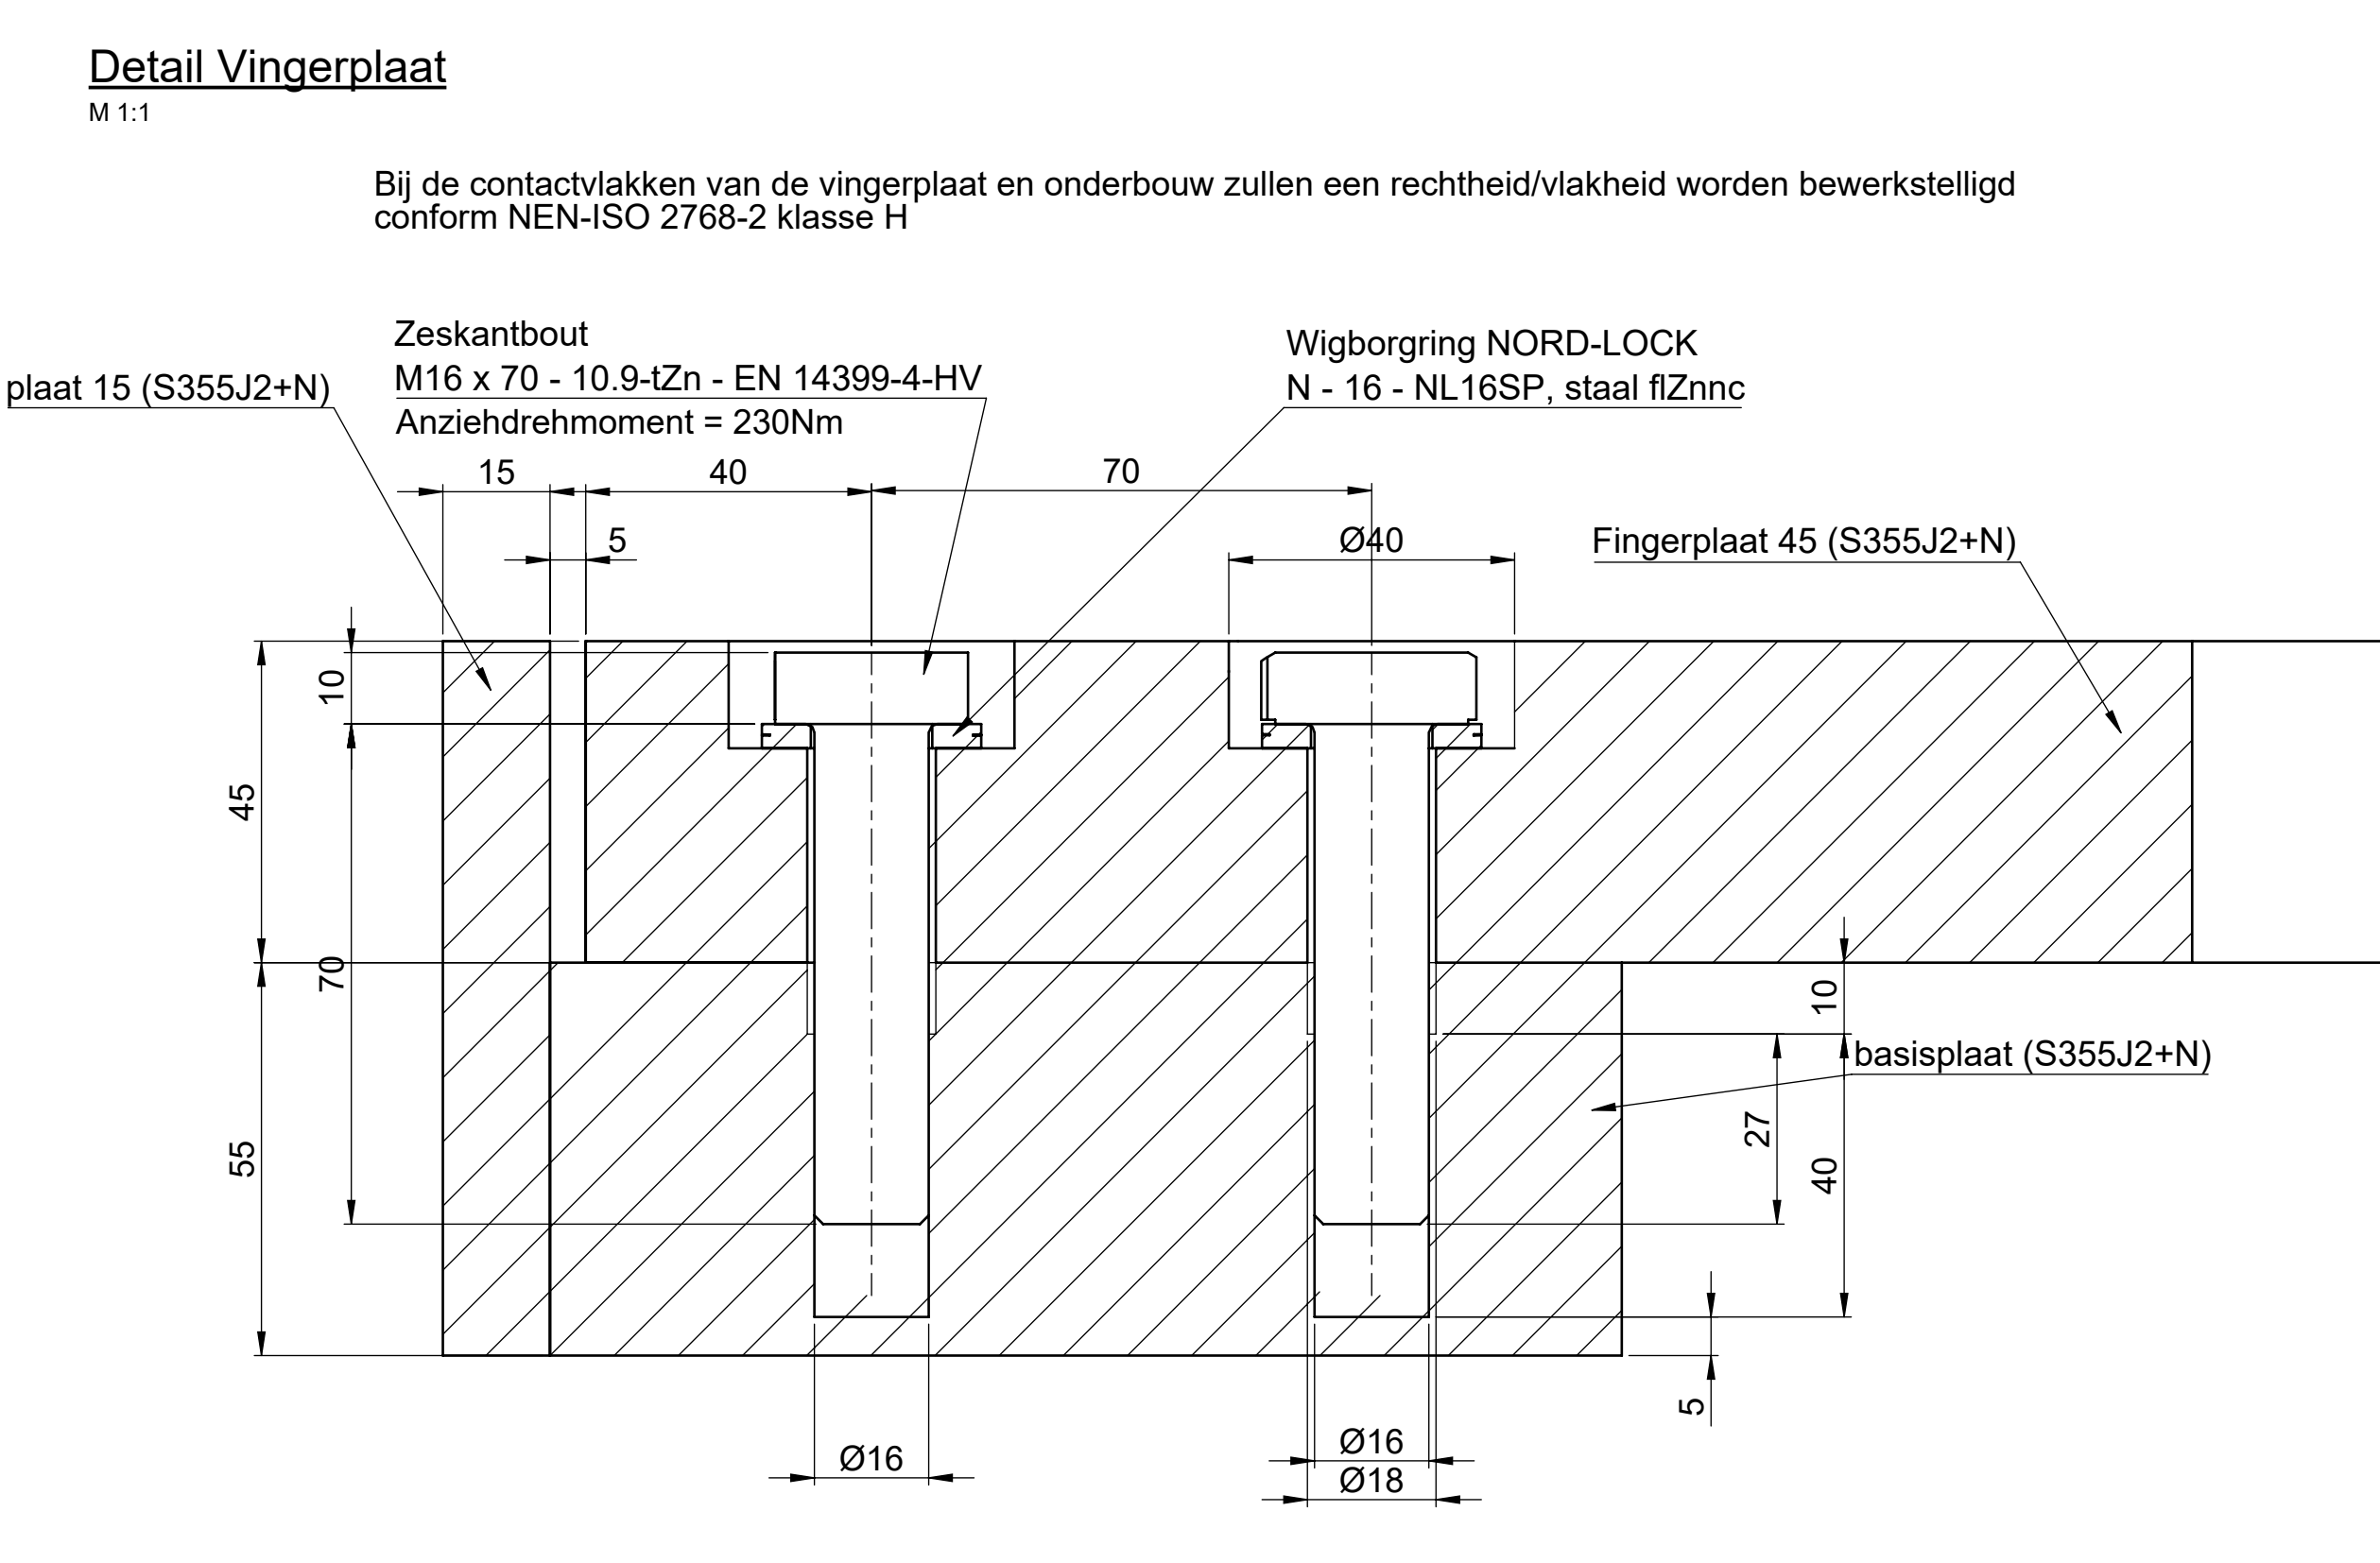 Detail Vingerplaat
M 1:1
Bij de contactvlakken van de vingerplaat en onderbouw zullen een rechtheid/vlakheid worden bewerkstelligd
conform NEN-ISO 2768-2 klasse H
Zeskantbout
M16 x 70 - 10.9-tZn - EN 14399-4-HV
Anziehdrehmoment = 230Nm
Wigborgring NORD-LOCK
N - 16 - NL16SP, staal flZnnc
plaat 15 (S355J2+N)
15
40
70
5
Ø40
Fingerplaat 45 (S355J2+N)
10
45
70
10
basisplaat (S355J2+N)
27
55
40
5
Ø16
Ø16
Ø18